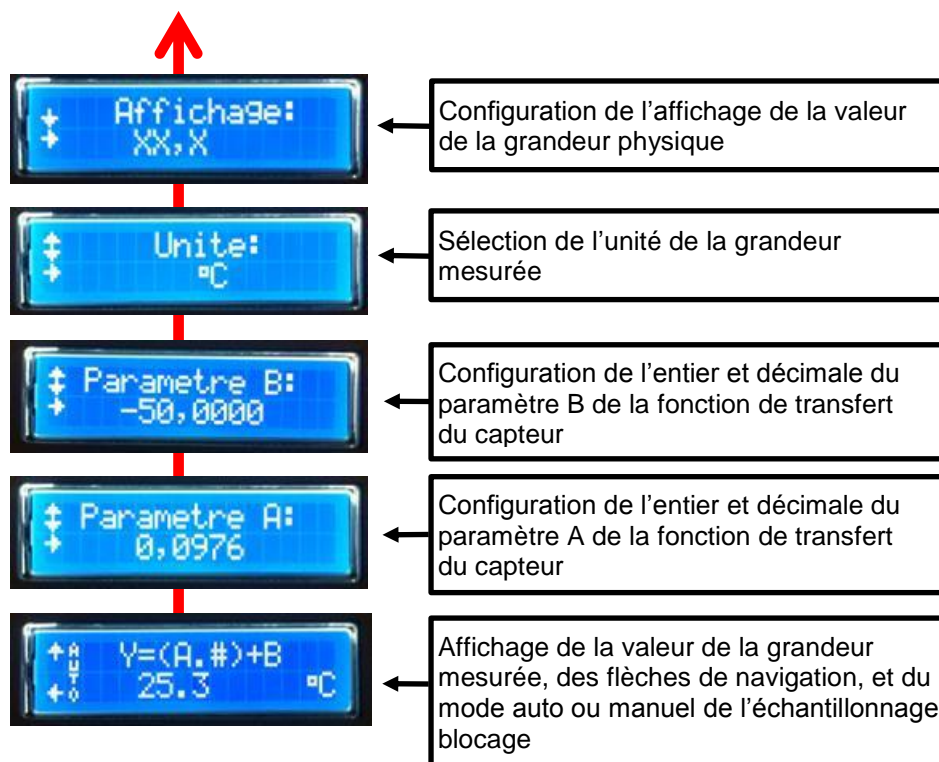 Affichage:
XX,X
Configuration de l’affichage de la valeur
de la grandeur physique
Unite:
°C
Sélection de l’unité de la grandeur
mesurée
Parametre B:
-50,0000
Configuration de l’entier et décimale du
paramètre B de la fonction de transfert
du capteur
Parametre A:
0,0976
Configuration de l’entier et décimale du
paramètre A de la fonction de transfert
du capteur
AUTO
Y=(A.#)+B
25.3 °C
Affichage de la valeur de la grandeur
mesurée, des flèches de navigation, et du
mode auto ou manuel de l’échantillonnage
blocage